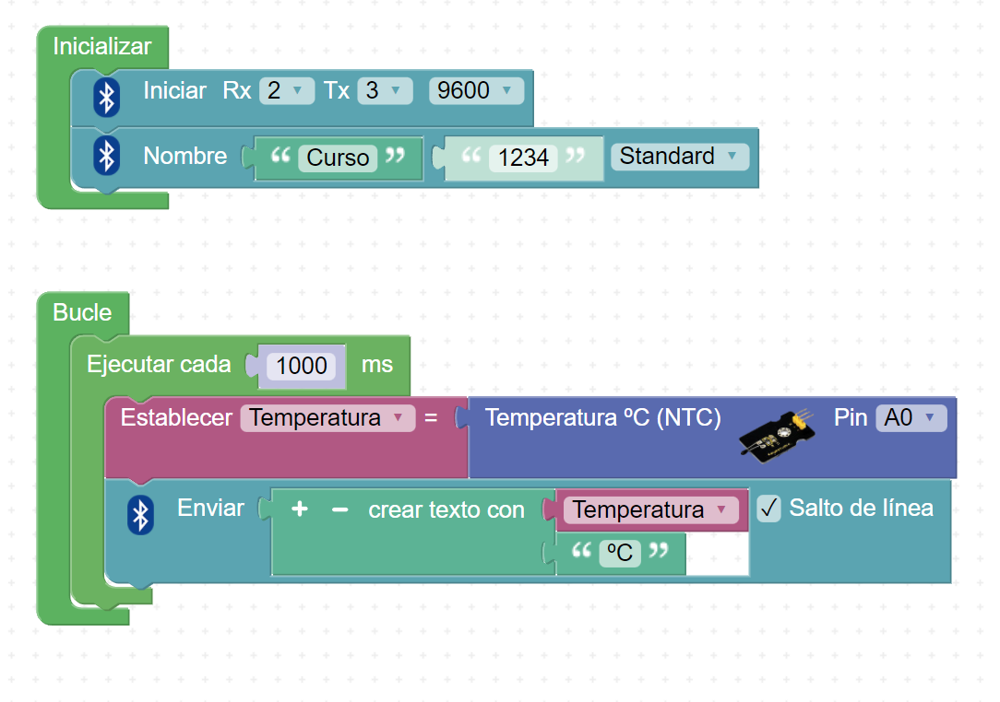 Inicializar
Iniciar Rx 2 Tx 3 9600
Nombre “ Curso ” “ 1234 ” Standard
Bucle
Ejecutar cada 1000 ms
Establecer Temperatura = Temperatura ºC (NTC) Pin A0
Enviar + − crear texto con Temperatura ✓ Salto de línea
“ ºC ”